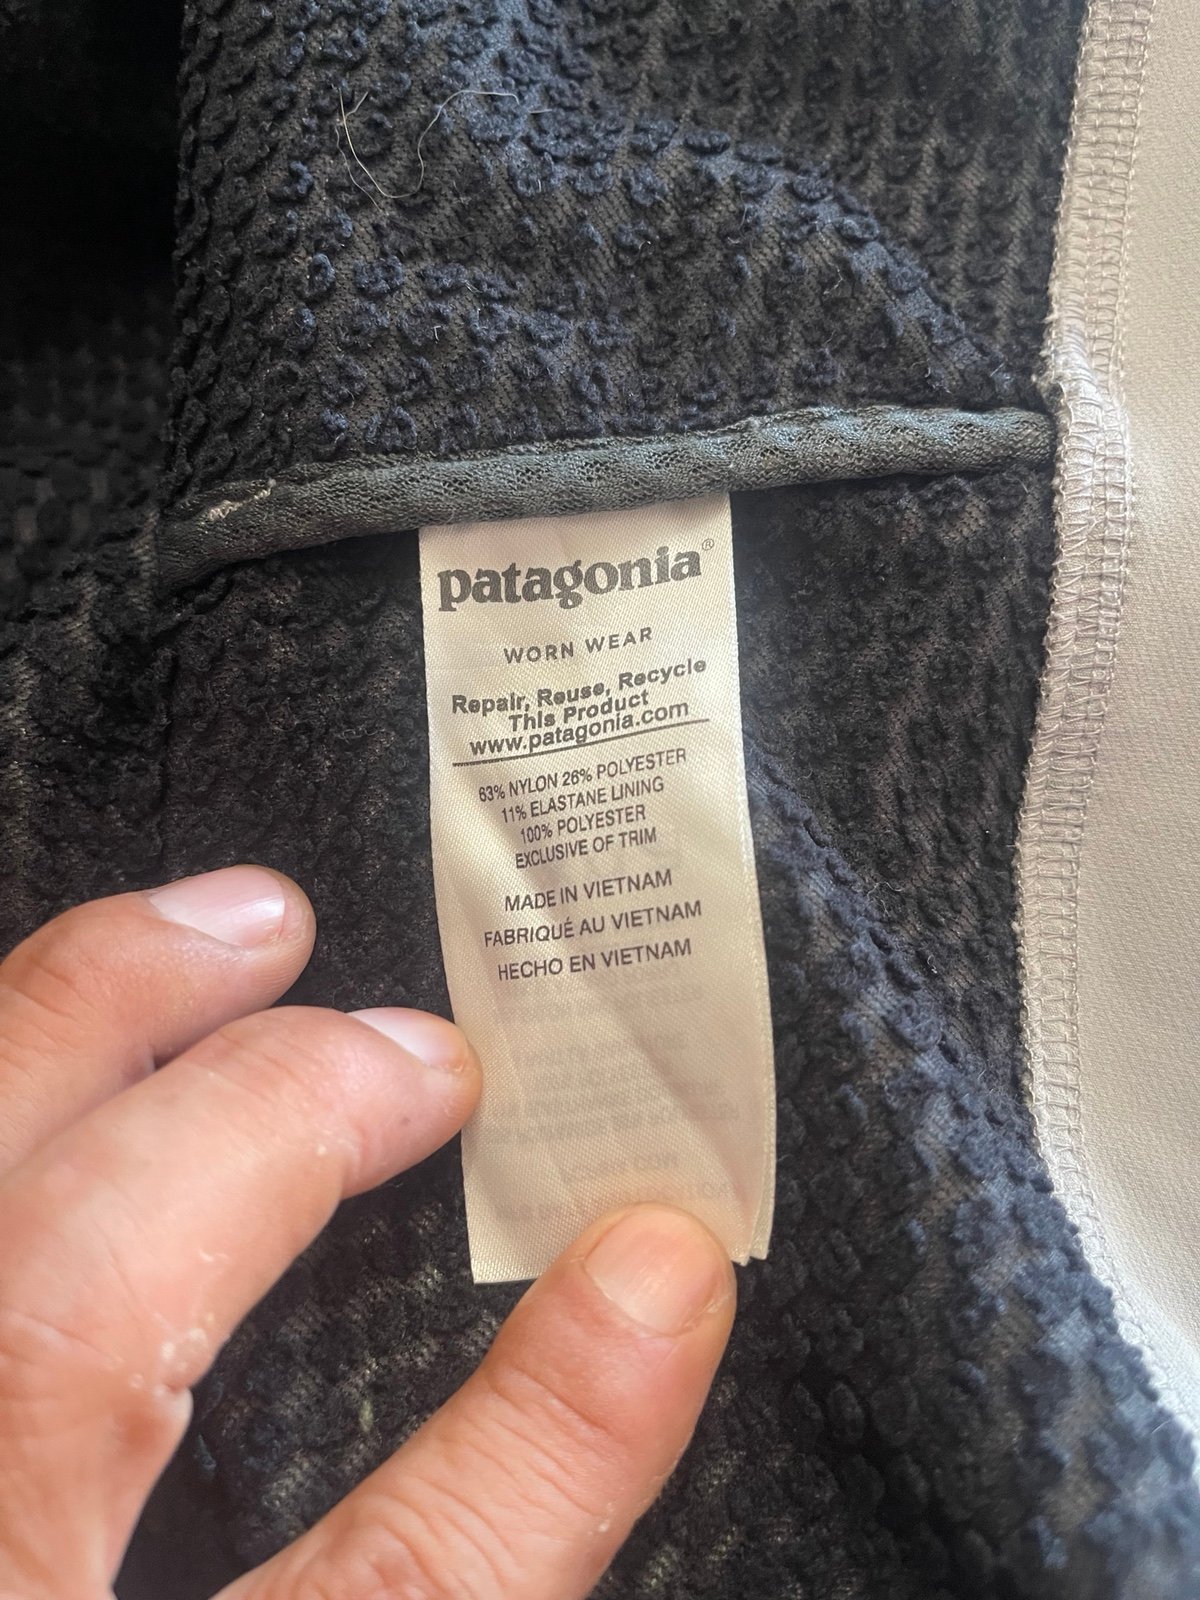 patagonia®
WORN WEAR
Repair, Reuse, Recycle
This Product
www.patagonia.com
63% NYLON 26% POLYESTER
11% ELASTANE LINING
100% POLYESTER
EXCLUSIVE OF TRIM
MADE IN VIETNAM
FABRIQUÉ AU VIETNAM
HECHO EN VIETNAM